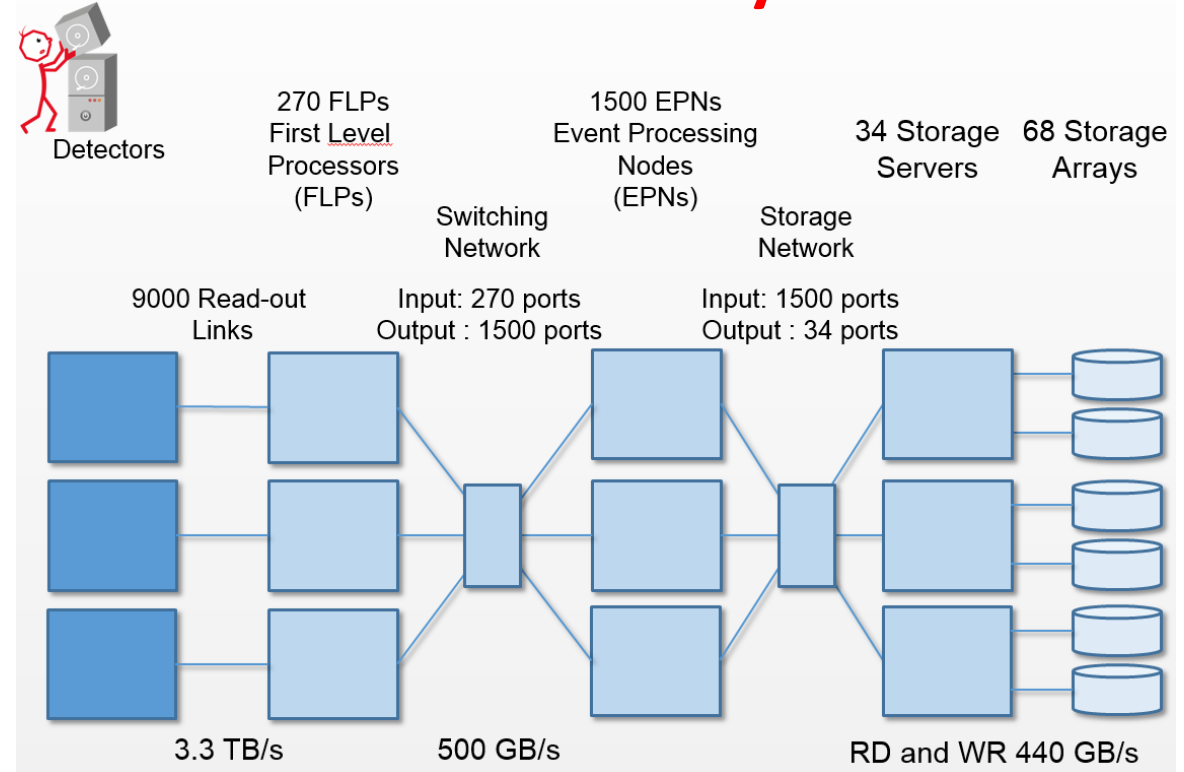 Detectors
270 FLPs
First Level
Processors
(FLPs)
1500 EPNs
Event Processing
Nodes
(EPNs)
34 Storage
Servers
68 Storage
Arrays
Switching
Network
Storage
Network
9000 Read-out
Links
Input: 270 ports
Output : 1500 ports
Input: 1500 ports
Output : 34 ports
3.3 TB/s
500 GB/s
RD and WR 440 GB/s